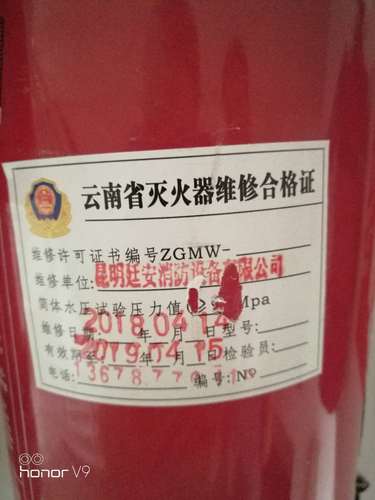 云南省灭火器维修合格证
维修许可证书编号ZGMW-
维修单位:昆明廷安消防设备有限公司
筒体水压试验压力值 Mpa
2018 04 14
维修日期 年 月 日型号:
2019 04 15
有效期至 年 月 日检验员:
电话: 编号:No
honor V9